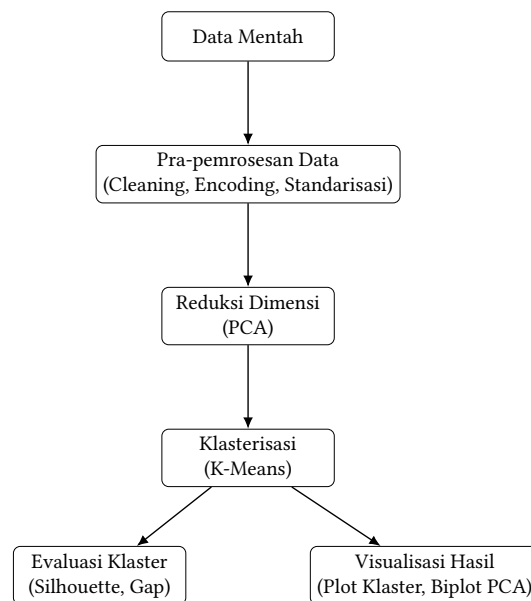 Data Mentah
Pra-pemrosesan Data
(Cleaning, Encoding, Standarisasi)
Reduksi Dimensi
(PCA)
Klasterisasi
(K-Means)
Evaluasi Klaster
(Silhouette, Gap)
Visualisasi Hasil
(Plot Klaster, Biplot PCA)